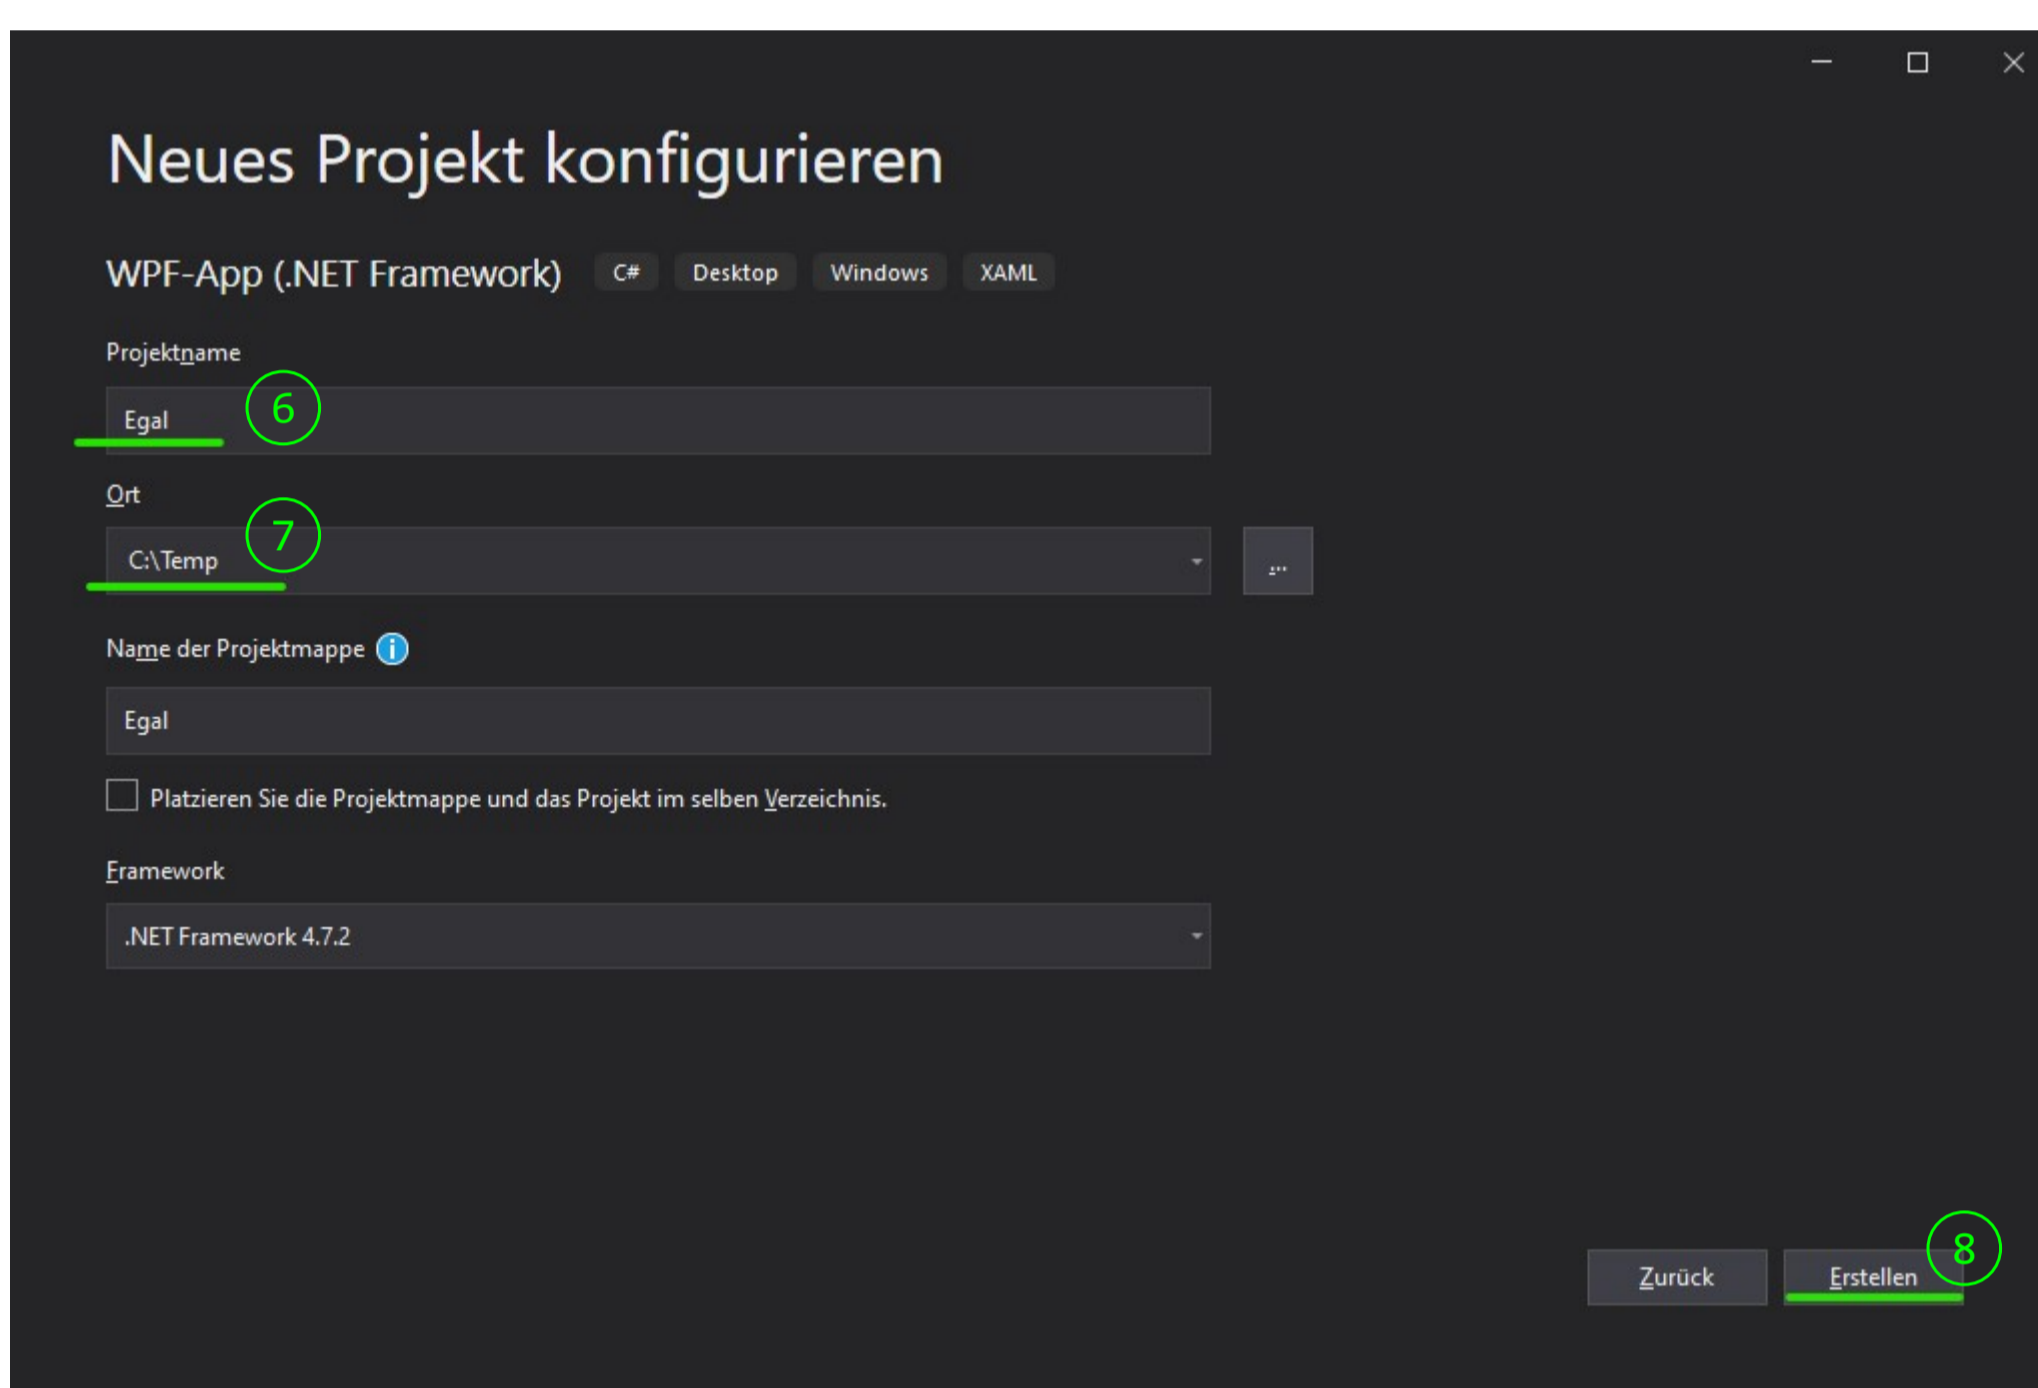 Neues Projekt konfigurieren
WPF-App (.NET Framework) C# Desktop Windows XAML
Projektname
Egal 6
Ort
7
C:\Temp ...
Name der Projektmappe i
Egal
Platzieren Sie die Projektmappe und das Projekt im selben Verzeichnis.
Framework
.NET Framework 4.7.2
8
Zurück Erstellen